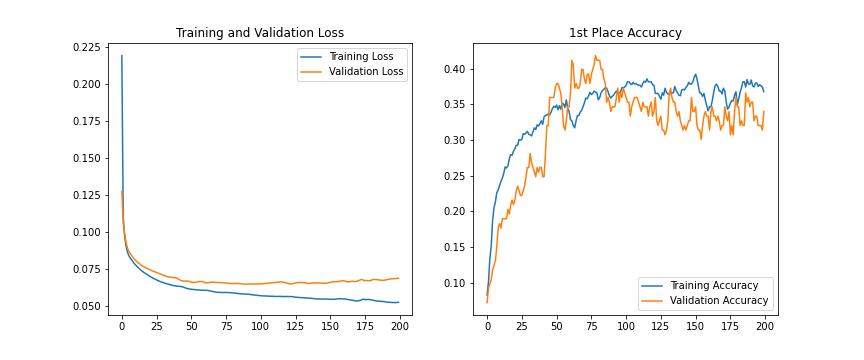 Training and Validation Loss
0.225
0.200
0.175
0.150
0.125
0.100
0.075
0.050
0 25 50 75 100 125 150 175 200
Training Loss
Validation Loss
1st Place Accuracy
0.40
0.35
0.30
0.25
0.20
0.15
0.10
0 25 50 75 100 125 150 175 200
Training Accuracy
Validation Accuracy